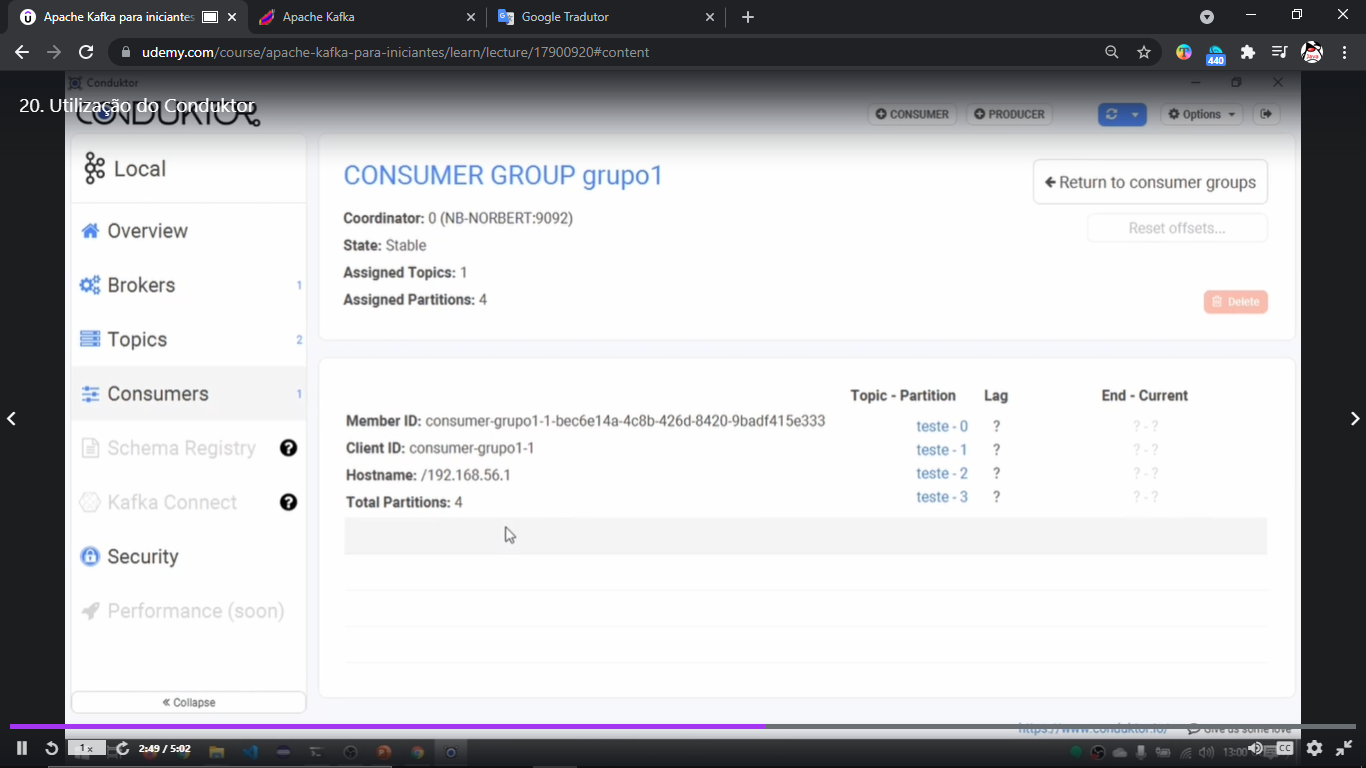 Apache Kafka para iniciantes
Apache Kafka
Google Tradutor
udemy.com/course/apache-kafka-para-iniciantes/learn/lecture/17900920#content
440
Conduktor
20. Utilização do Conduktor
CONDUKTOR
CONSUMER
PRODUCER
Options
Local
CONSUMER GROUP grupo1
Return to consumer groups
Coordinator: 0 (NB-NORBERT:9092)
Reset offsets...
State: Stable
Assigned Topics: 1
Assigned Partitions: 4
Delete
Overview
Brokers 1
Topics 2
Consumers 1
Schema Registry ?
Kafka Connect ?
Security
Performance (soon)
« Collapse
Topic - Partition Lag End - Current
Member ID: consumer-grupo1-1-bec6e14a-4c8b-426d-8420-9badf415e333
Client ID: consumer-grupo1-1
Hostname: /192.168.56.1
Total Partitions: 4
teste - 0 ? ? - ?
teste - 1 ? ? - ?
teste - 2 ? ? - ?
teste - 3 ? ? - ?
https://www.conduktor.io/
Give us some love
1 x
2:49 / 5:02
13:00
CC